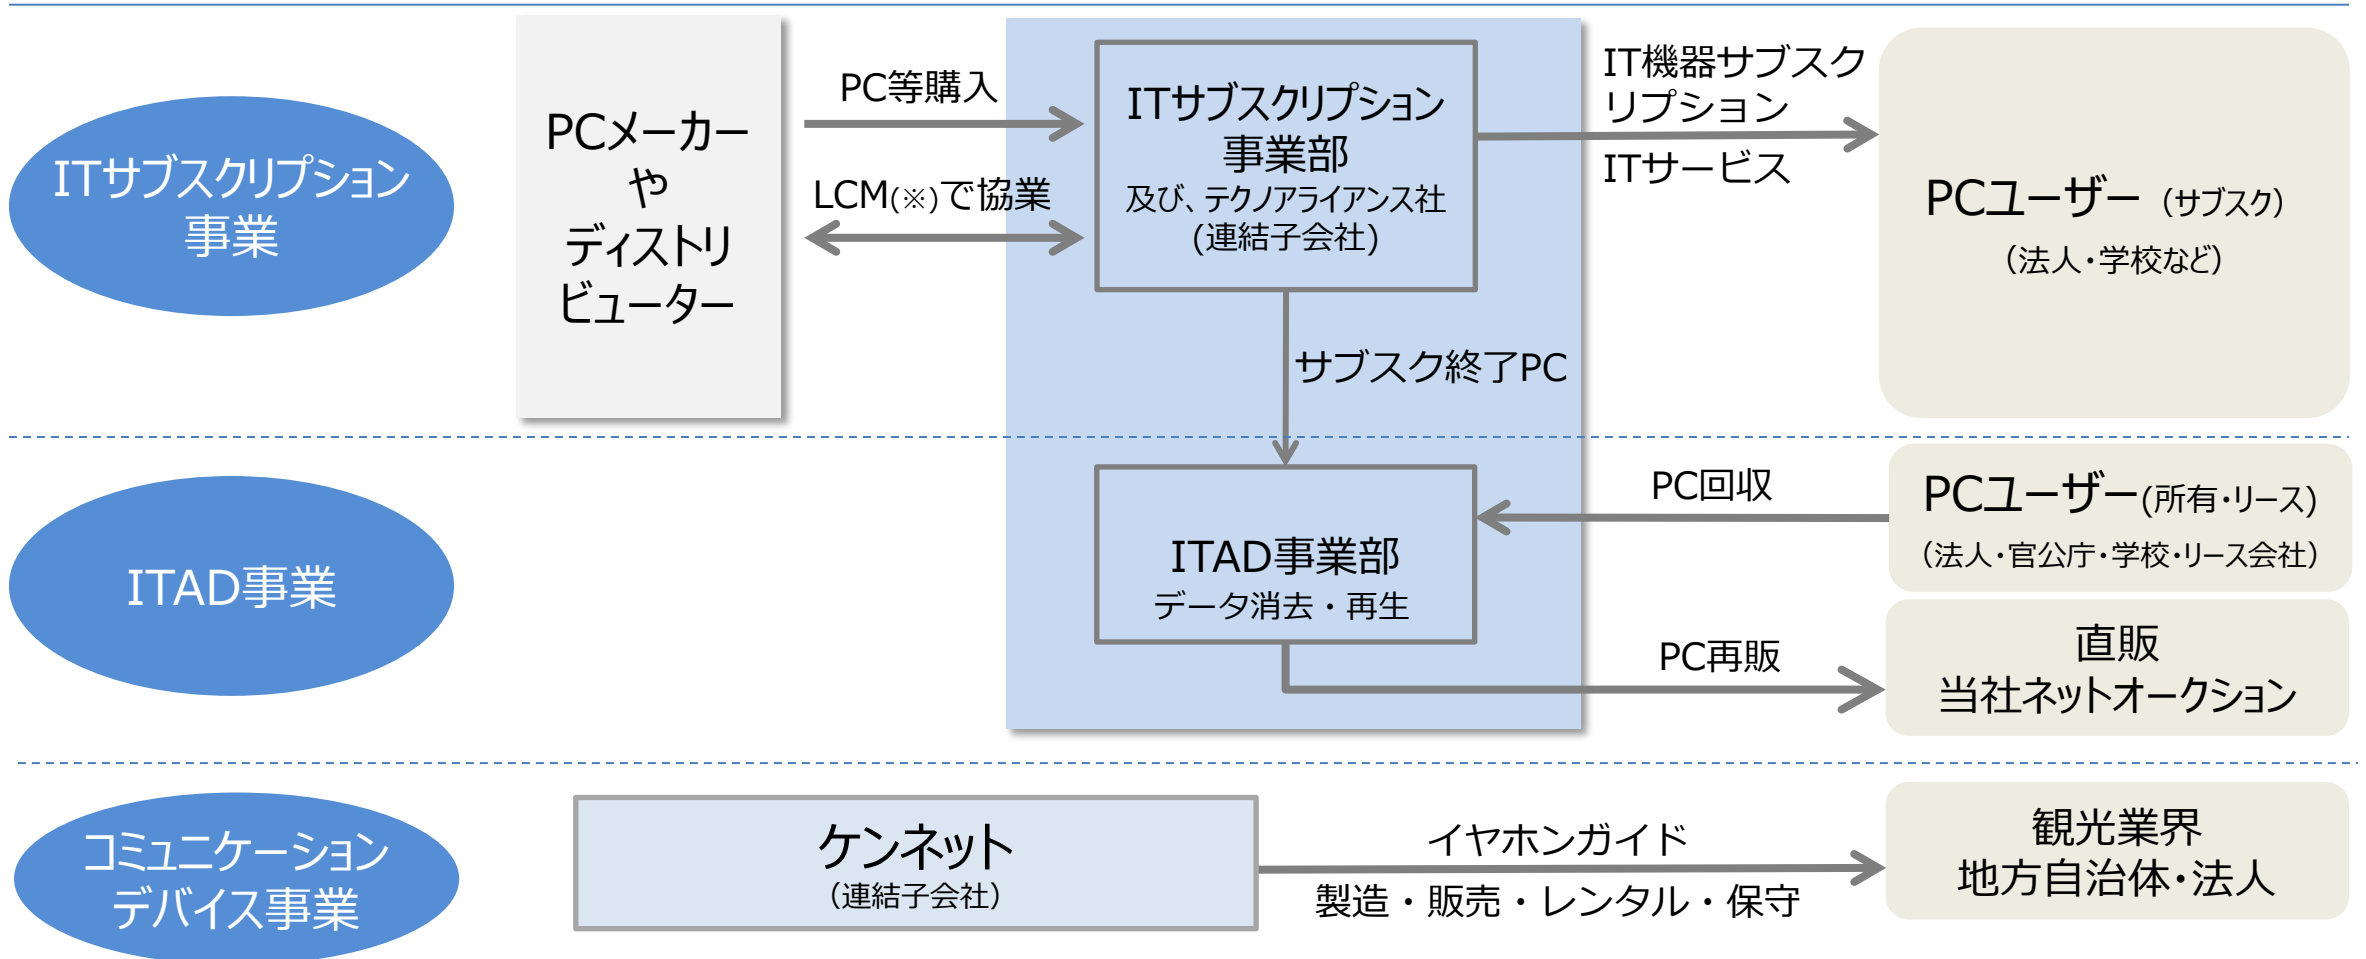 ITサブスクリプション
事業
PCメーカー
や
ディストリ
ビューター
PC等購入
LCM(※)で協業
ITサブスクリプション
事業部
及び、テクノアライアンス社
(連結子会社)
IT機器サブスク
リプション
ITサービス
PCユーザー（サブスク）
（法人・学校など）
サブスク終了PC
ITAD事業
ITAD事業部
データ消去・再生
PC回収
PCユーザー(所有・リース)
（法人・官公庁・学校・リース会社）
PC再販
直販
当社ネットオークション
コミュニケーション
デバイス事業
ケンネット
（連結子会社）
イヤホンガイド
製造・販売・レンタル・保守
観光業界
地方自治体・法人